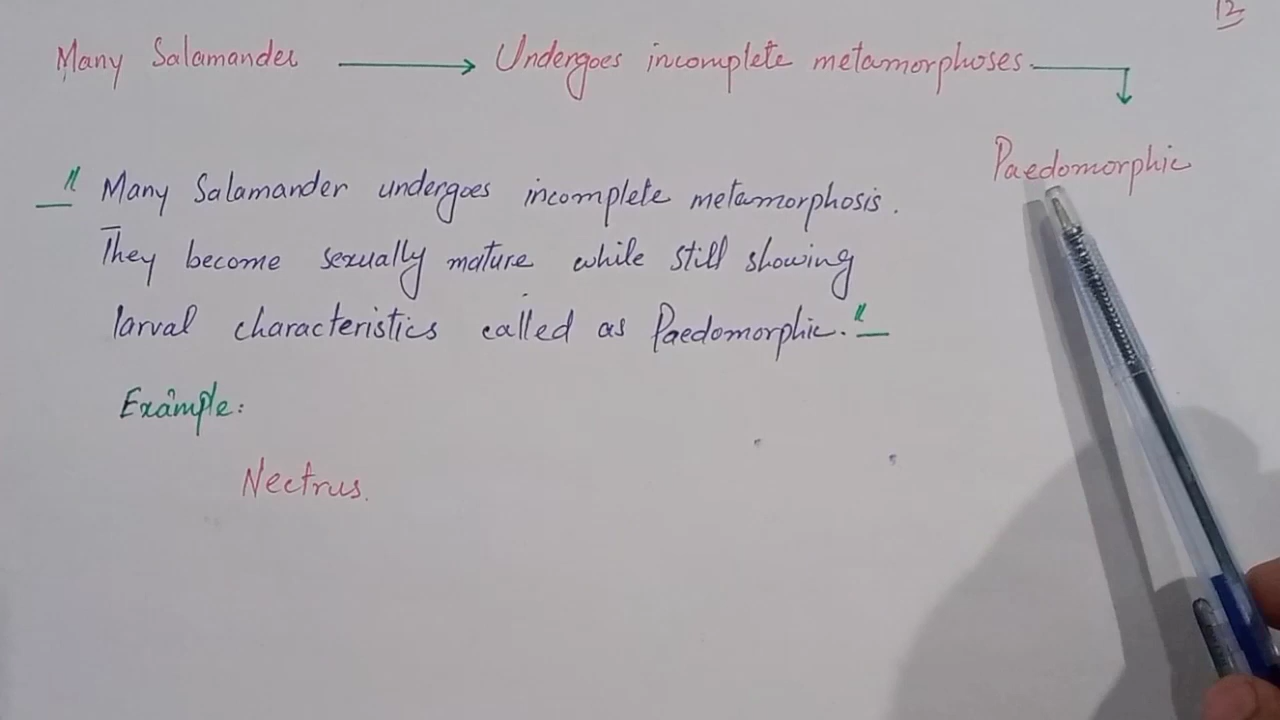 12
Many Salamander → Undergoes incomplete metamorphoses.
Paedomorphic
" Many Salamander undergoes incomplete metamorphosis.
They become sexually mature while still showing
larval characteristics called as Paedomorphic. "
Example:
Nectrus.